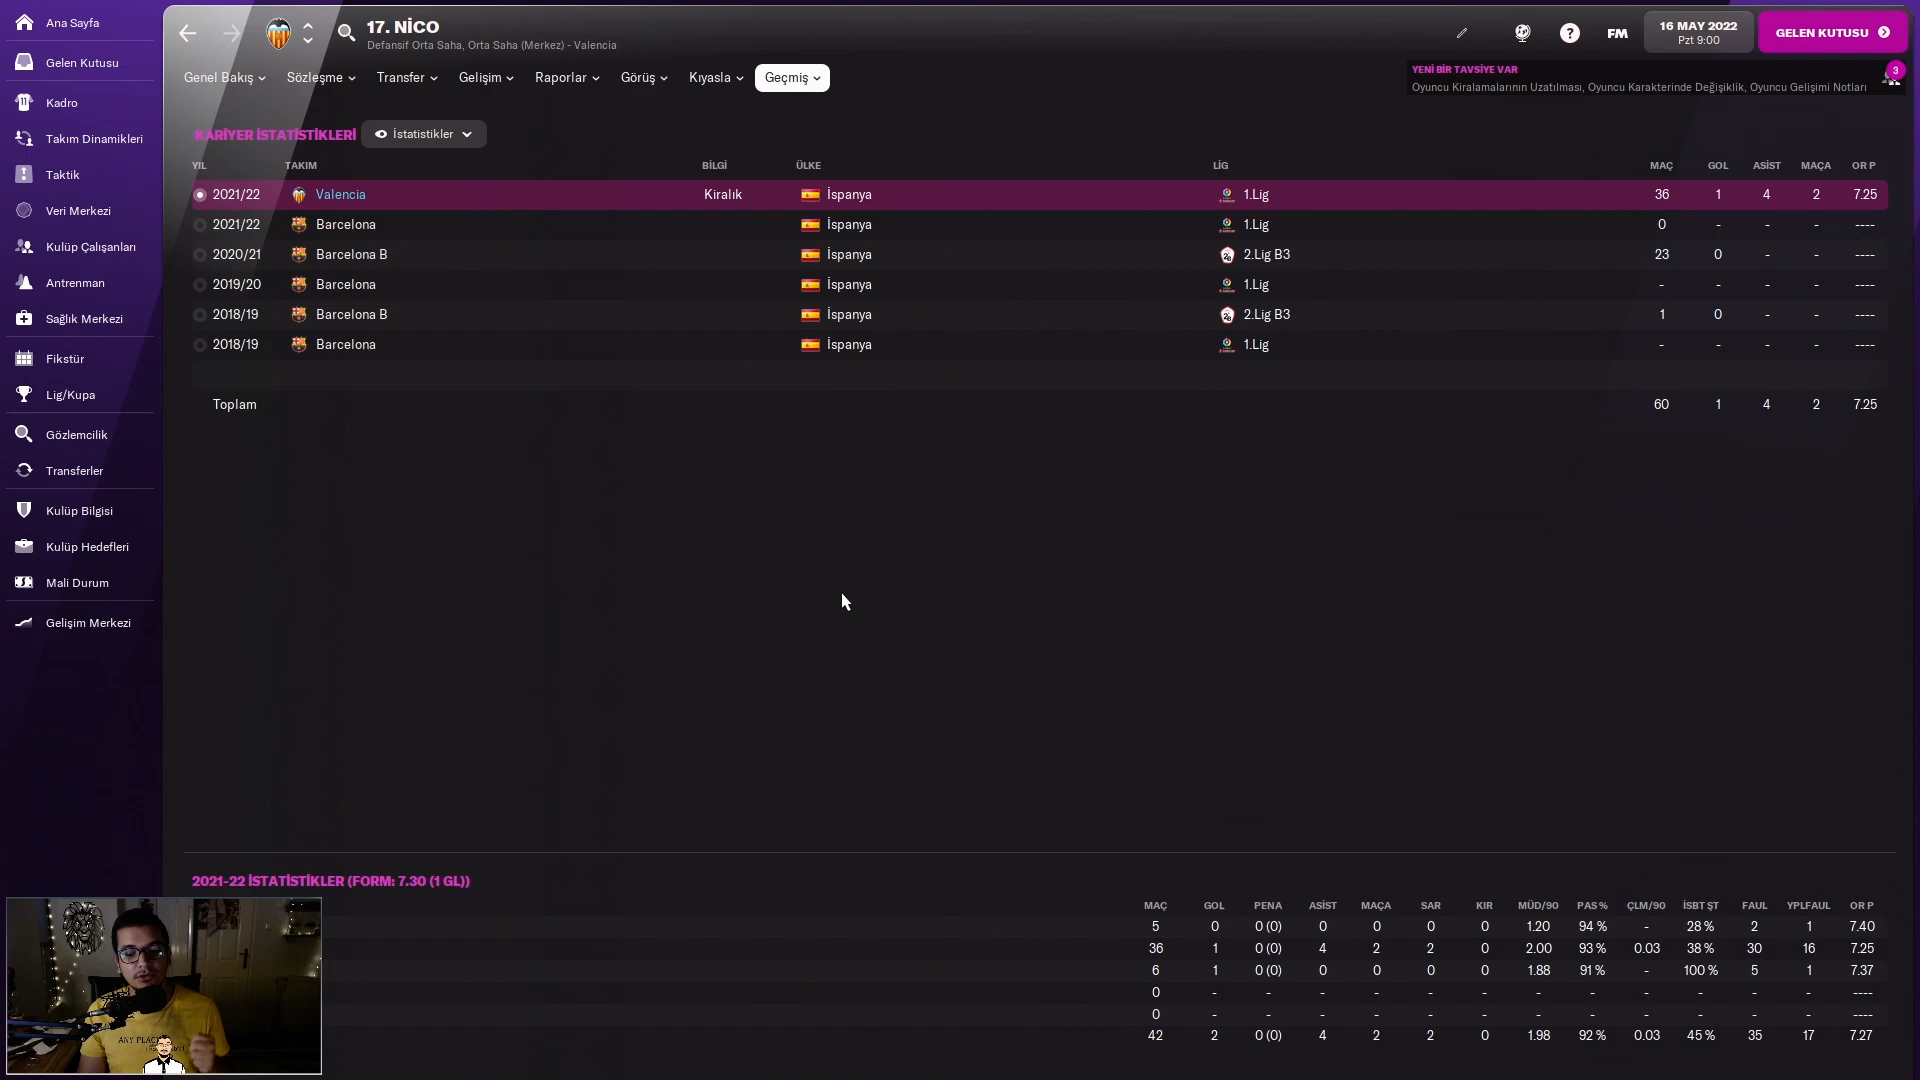 Ana Sayfa
Gelen Kutusu
Kadro
Takım Dinamikleri
Taktik
Veri Merkezi
Kulüp Çalışanları
Antrenman
Sağlık Merkezi
Fikstür
Lig/Kupa
Gözlemcilik
Transferler
Kulüp Bilgisi
Kulüp Hedefleri
Mali Durum
Gelişim Merkezi
17. NİCO
Defansif Orta Saha, Orta Saha (Merkez) - Valencia
FM
16 MAY 2022
Pzt 9:00
GELEN KUTUSU
Genel Bakış Sözleşme Transfer Gelişim Raporlar Görüş Kıyasla Geçmiş
YENİ BİR TAVSİYE VAR
3
Oyuncu Kiralamalarının Uzatılması, Oyuncu Karakterinde Değişiklik, Oyuncu Gelişimi Notları
KARİYER İSTATİSTİKLERİ İstatistikler
YIL TAKIM BİLGİ ÜLKE LİG MAÇ GOL ASİST MAÇA OR P
2021/22 Valencia Kiralık İspanya 1.Lig 36 1 4 2 7.25
2021/22 Barcelona İspanya 1.Lig 0 - - - ----
2020/21 Barcelona B İspanya 2.Lig B3 23 0 - - ----
2019/20 Barcelona İspanya 1.Lig - - - - ----
2018/19 Barcelona B İspanya 2.Lig B3 1 0 - - ----
2018/19 Barcelona İspanya 1.Lig - - - - ----
Toplam 60 1 4 2 7.25
2021-22 İSTATİSTİKLER (FORM: 7.30 (1 GL))
MAÇ GOL PENA ASİST MAÇA SAR KIR MÜD/90 PAS % ÇLM/90 İSBT ŞT FAUL YPLFAUL OR P
5 0 0 (0) 0 0 0 0 1.20 94 % - 28 % 2 1 7.40
36 1 0 (0) 4 2 2 0 2.00 93 % 0.03 38 % 30 16 7.25
6 1 0 (0) 0 0 0 0 1.88 91 % - 100 % 5 1 7.37
0 - - - - - - - - - - - - ----
0 - - - - - - - - - - - - ----
42 2 0 (0) 4 2 2 0 1.98 92 % 0.03 45 % 35 17 7.27